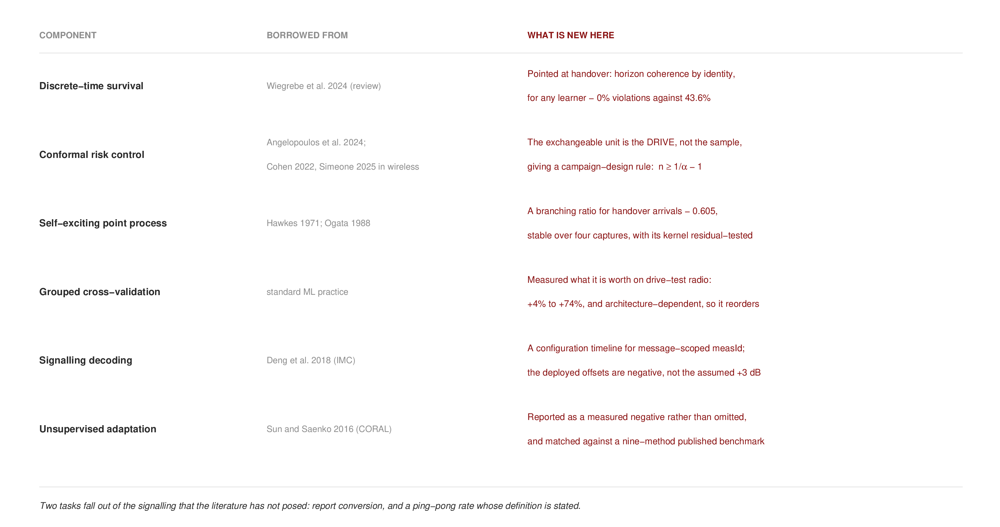 COMPONENT BORROWED FROM WHAT IS NEW HERE
Discrete–time survival
Wiegrebe et al. 2024 (review)
Pointed at handover: horizon coherence by identity,
for any learner – 0% violations against 43.6%
Conformal risk control
Angelopoulos et al. 2024;
Cohen 2022, Simeone 2025 in wireless
The exchangeable unit is the DRIVE, not the sample,
giving a campaign–design rule: n ≥ 1/α – 1
Self–exciting point process
Hawkes 1971; Ogata 1988
A branching ratio for handover arrivals – 0.605,
stable over four captures, with its kernel residual–tested
Grouped cross–validation
standard ML practice
Measured what it is worth on drive–test radio:
+4% to +74%, and architecture–dependent, so it reorders
Signalling decoding
Deng et al. 2018 (IMC)
A configuration timeline for message–scoped measId;
the deployed offsets are negative, not the assumed +3 dB
Unsupervised adaptation
Sun and Saenko 2016 (CORAL)
Reported as a measured negative rather than omitted,
and matched against a nine–method published benchmark
Two tasks fall out of the signalling that the literature has not posed: report conversion, and a ping–pong rate whose definition is stated.